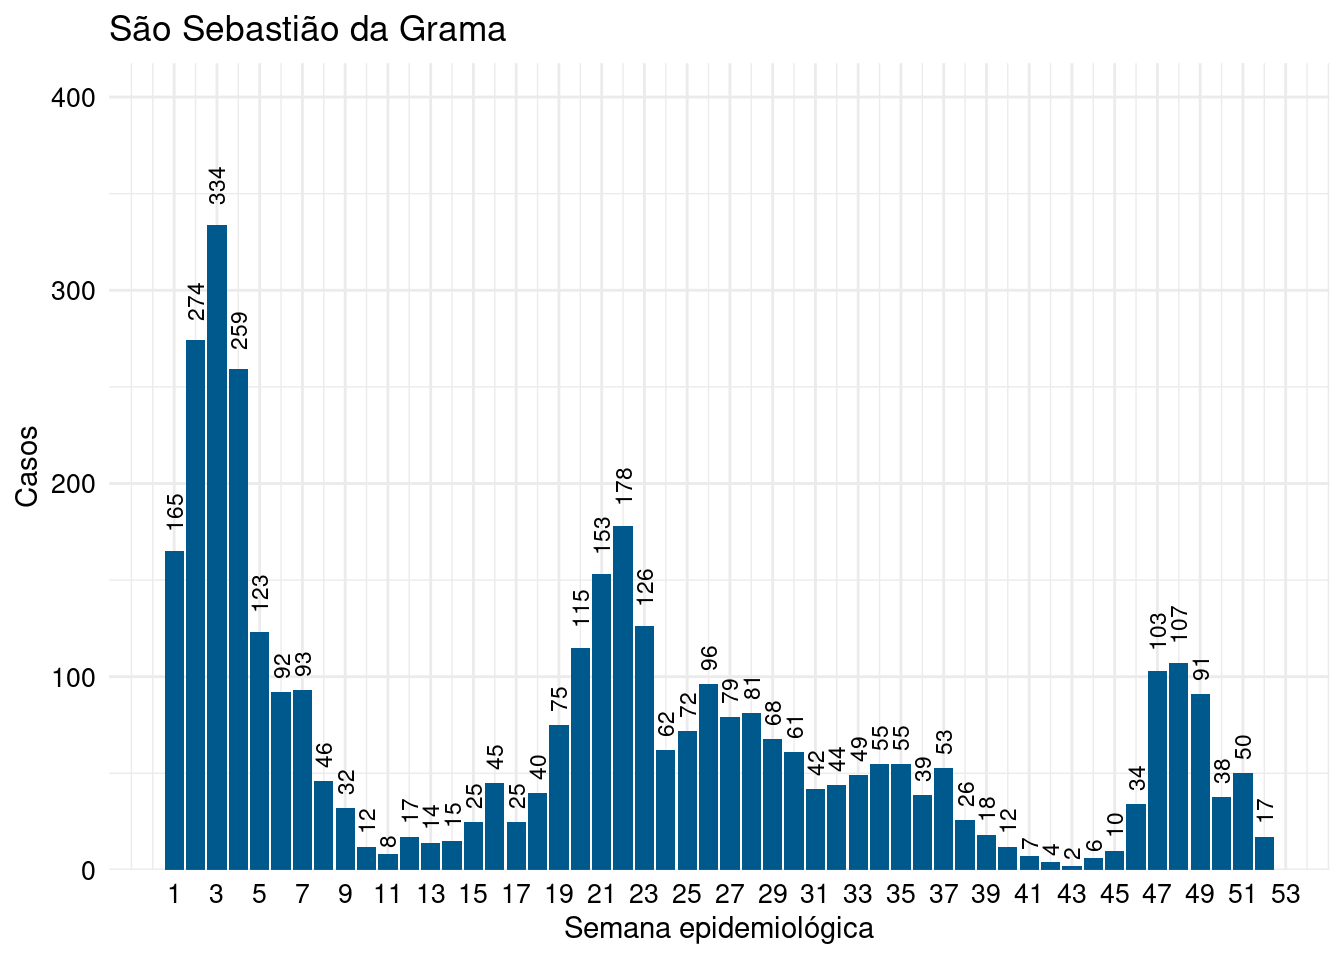 São Sebastião da Grama
400
300
200
100
0
Casos
165 274 334 259 123 92 93 46 32 12 8 17 14 15 25 45 25 40 75 115 153 178 126 62 72 96 79 81 68 61 42 44 49 55 55 39 53 26 18 12 7 4 2 6 10 34 103 107 91 38 50 17
1 3 5 7 9 11 13 15 17 19 21 23 25 27 29 31 33 35 37 39 41 43 45 47 49 51 53
Semana epidemiológica